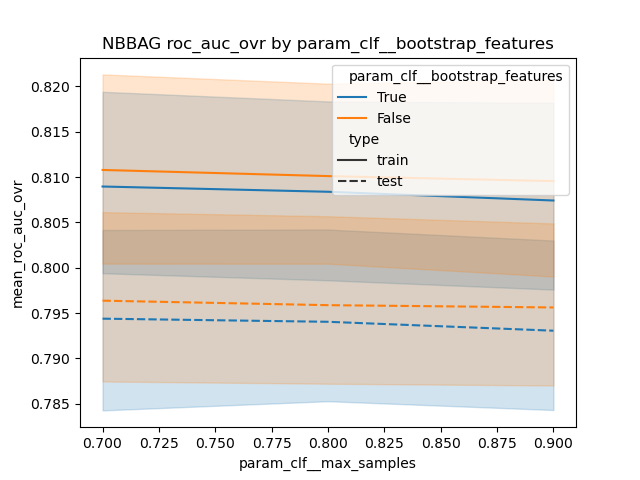 NBBAG roc_auc_ovr by param_clf__bootstrap_features
param_clf__bootstrap_features
True
False
type
train
test
mean_roc_auc_ovr
0.820
0.815
0.810
0.805
0.800
0.795
0.790
0.785
0.700 0.725 0.750 0.775 0.800 0.825 0.850 0.875 0.900
param_clf__max_samples